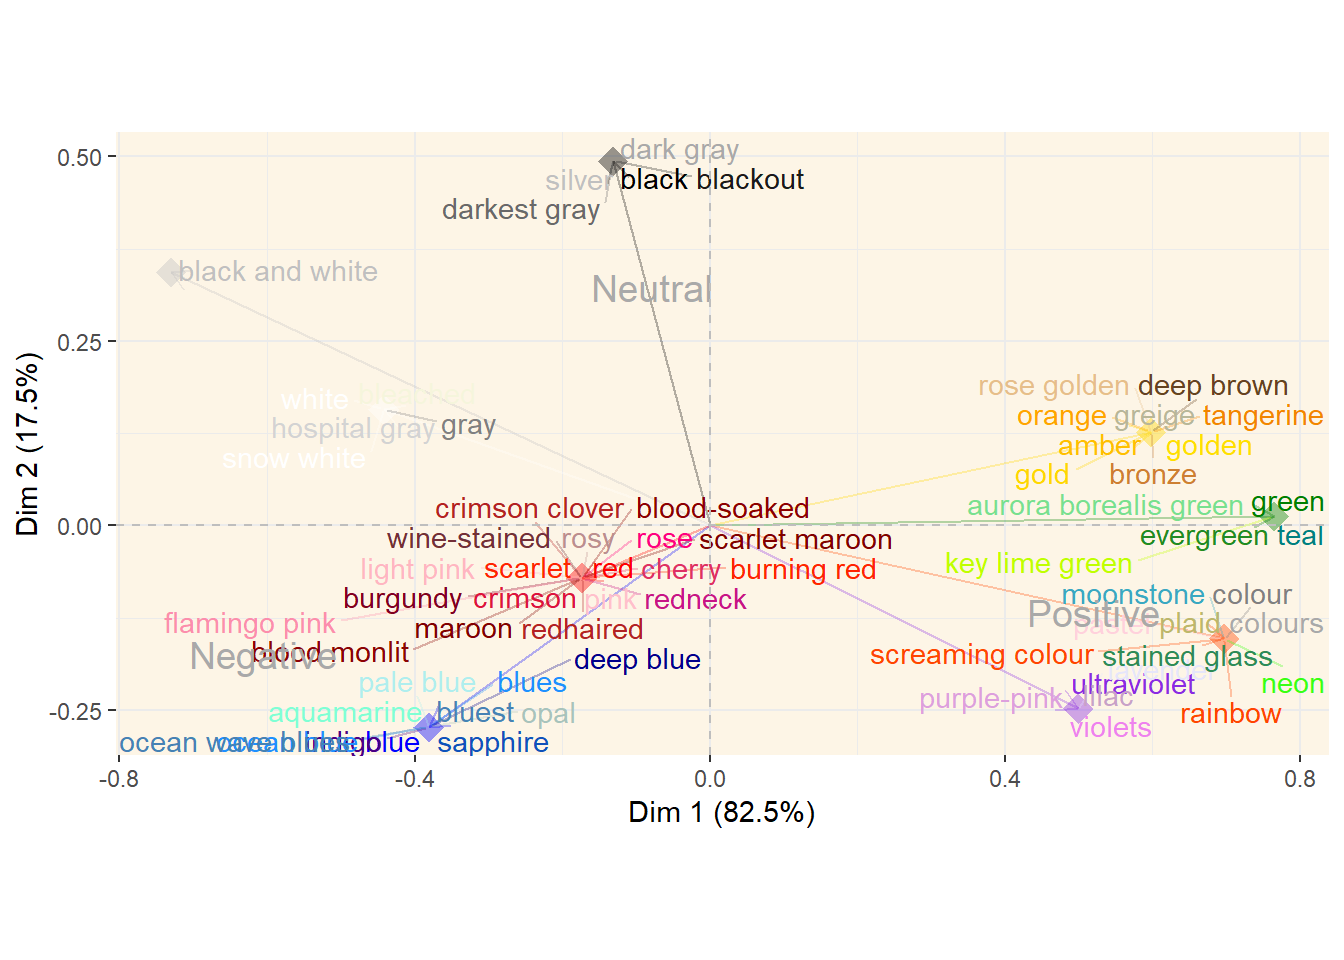 dark gray
0.50
silver
black blackout
darkest gray
black and white
Neutral
0.25
rose golden deep brown
white bleached
orange greige tangerine
hospital gray gray
amber golden
snow white
gold bronze
crimson clover blood-soaked
aurora borealis green green
0.00
wine-stained rosy rose scarlet maroon
evergreen teal
light pink scarlet red cherry burning red
key lime green
burgundy crimson pink redneck
moonstone colour
Positive
flamingo pink
maroon redhaired
pastel plaid colours
Negative
blood monlit
deep blue
screaming colour stained glass
lavender
pale blue blues
ultraviolet neon
purple-pink lilac
aquamarine bluest opal
-0.25
rainbow
violets
ocean wave blue ocean blue indigo blue sapphire
-0.8 -0.4 0.0 0.4 0.8
Dim 1 (82.5%)
Dim 2 (17.5%)